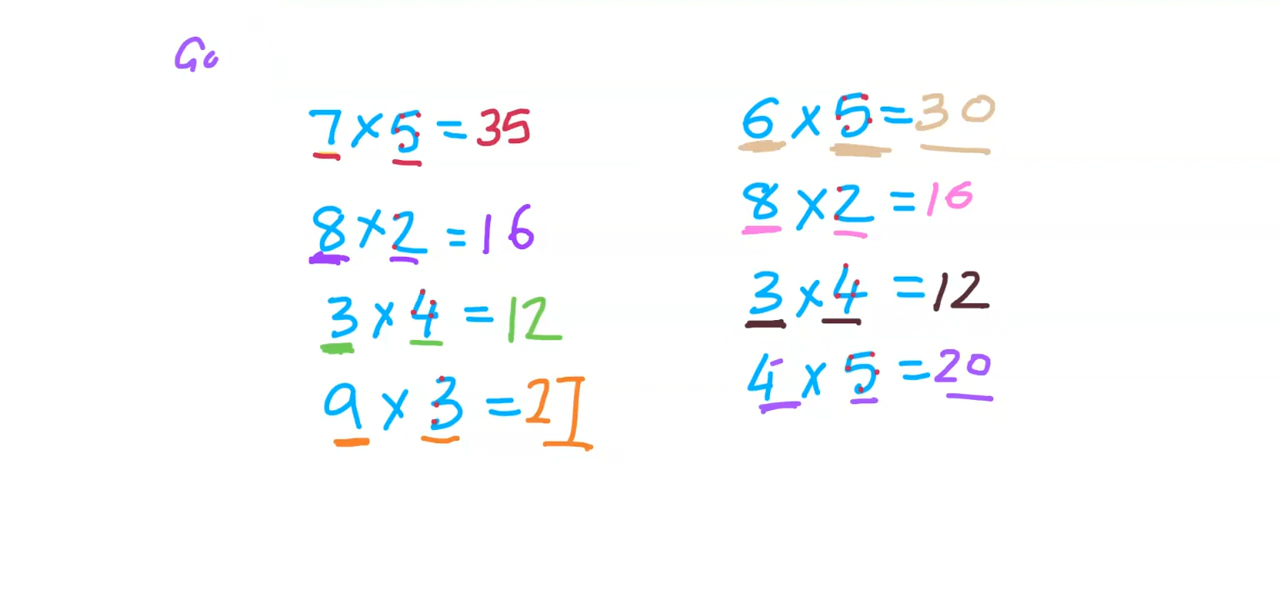 Go
7 × 5 = 35
8 × 2 = 16
3 × 4 = 12
9 × 3 = 27
6 × 5 = 30
8 × 2 = 16
3 × 4 = 12
4 × 5 = 20